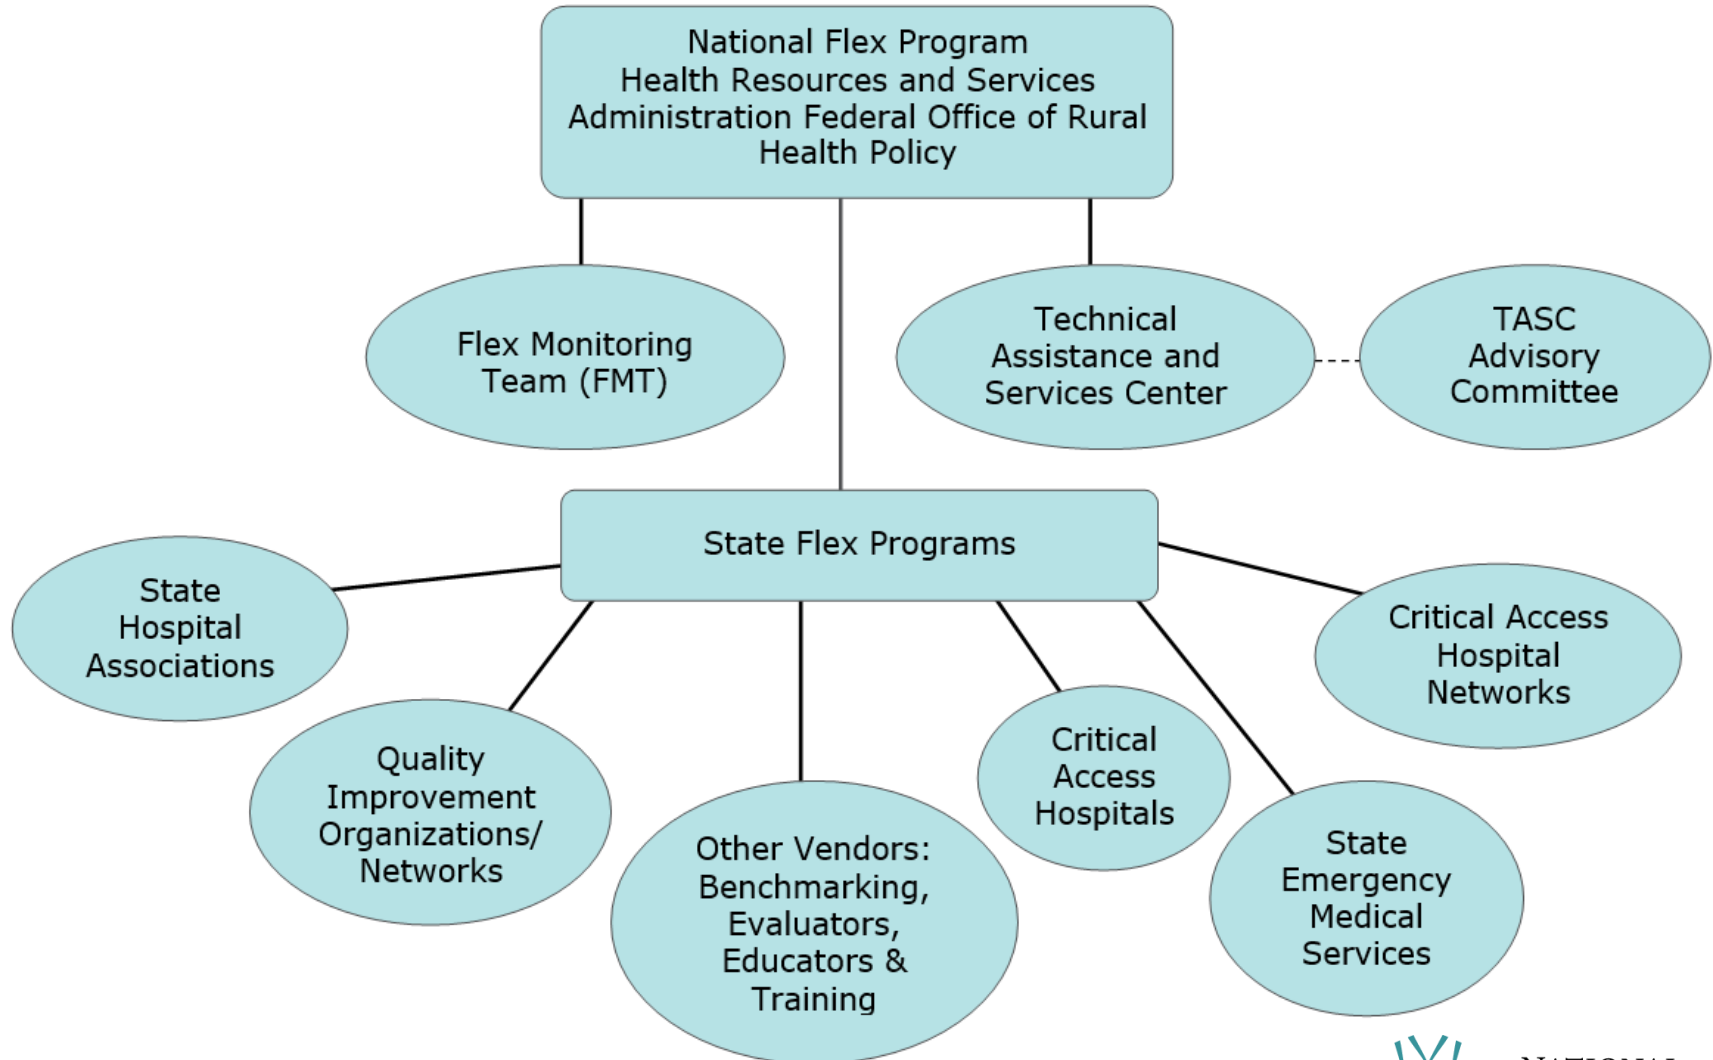 National Flex Program
Health Resources and Services
Administration Federal Office of Rural
Health Policy
Flex Monitoring
Team (FMT)
Technical
Assistance and
Services Center
TASC
Advisory
Committee
State Flex Programs
State
Hospital
Associations
Quality
Improvement
Organizations/
Networks
Other Vendors:
Benchmarking,
Evaluators,
Educators &
Training
Critical
Access
Hospitals
State
Emergency
Medical
Services
Critical Access
Hospital
Networks
NATIONAL